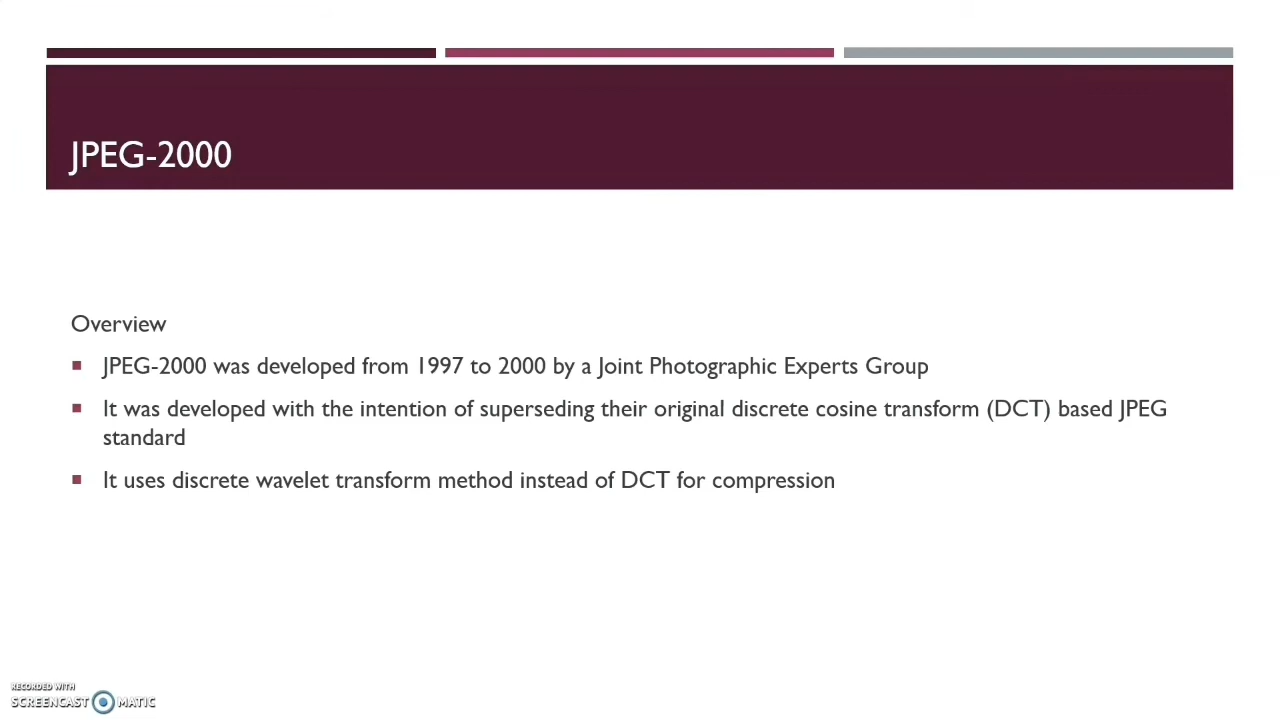 JPEG-2000
Overview
JPEG-2000 was developed from 1997 to 2000 by a Joint Photographic Experts Group
It was developed with the intention of superseding their original discrete cosine transform (DCT) based JPEG
standard
It uses discrete wavelet transform method instead of DCT for compression
RECORDED WITH
SCREENCAST MATIC